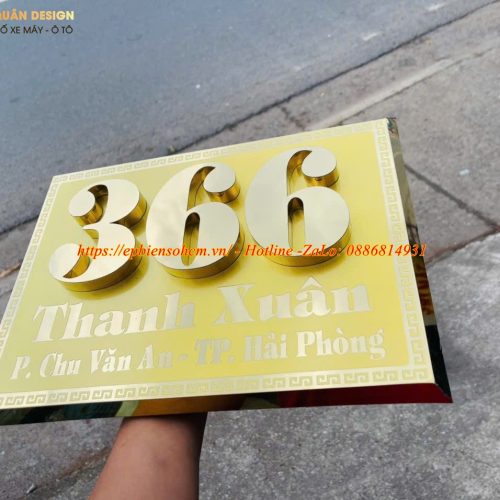 QUÂN DESIGN
Ố XE MÁY - Ô TÔ
366
https://ephiensohcm.vn/ - Hotline -ZaLo: 0886814931
Thanh Xuân
P. Chu Văn An - TP. Hải Phòng